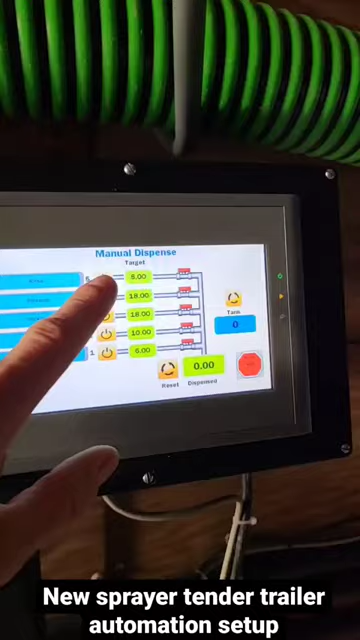 Manual Dispense
Target
5 6.00
18.00
18.00
10.00
1 6.00
Tank
0
0.00
Reset Dispensed
New sprayer tender trailer
automation setup